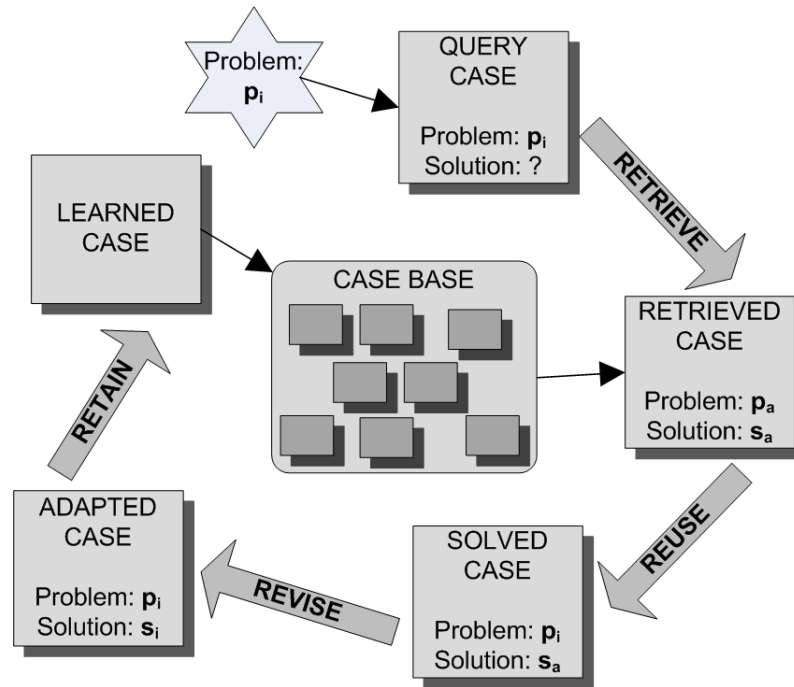 Problem:
pᵢ
QUERY
CASE
Problem: pᵢ
Solution: ?
RETRIEVE
RETRIEVED
CASE
Problem: pₐ
Solution: sₐ
REUSE
SOLVED
CASE
Problem: pᵢ
Solution: sₐ
REVISE
ADAPTED
CASE
Problem: pᵢ
Solution: sᵢ
RETAIN
LEARNED
CASE
CASE BASE